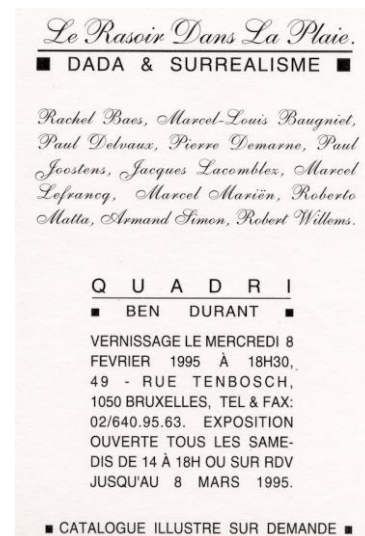 Le Rasoir Dans La Plaie.
■ DADA & SURREALISME ■
Rachel Baes, Marcel-Louis Baugniet,
Paul Delvaux, Pierre Demarne, Paul
Joostens, Jacques Lacomblez, Marcel
Lefrancq, Marcel Mariën, Roberto
Matta, Armand Simon, Robert Willems.
QUADRI
■ BEN DURANT ■
VERNISSAGE LE MERCREDI 8
FEVRIER 1995 À 18H30,
49 - RUE TENBOSCH,
1050 BRUXELLES, TEL & FAX:
02/640.95.63. EXPOSITION
OUVERTE TOUS LES SAME-
DIS DE 14 À 18H OU SUR RDV
JUSQU'AU 8 MARS 1995.
■ CATALOGUE ILLUSTRE SUR DEMANDE ■